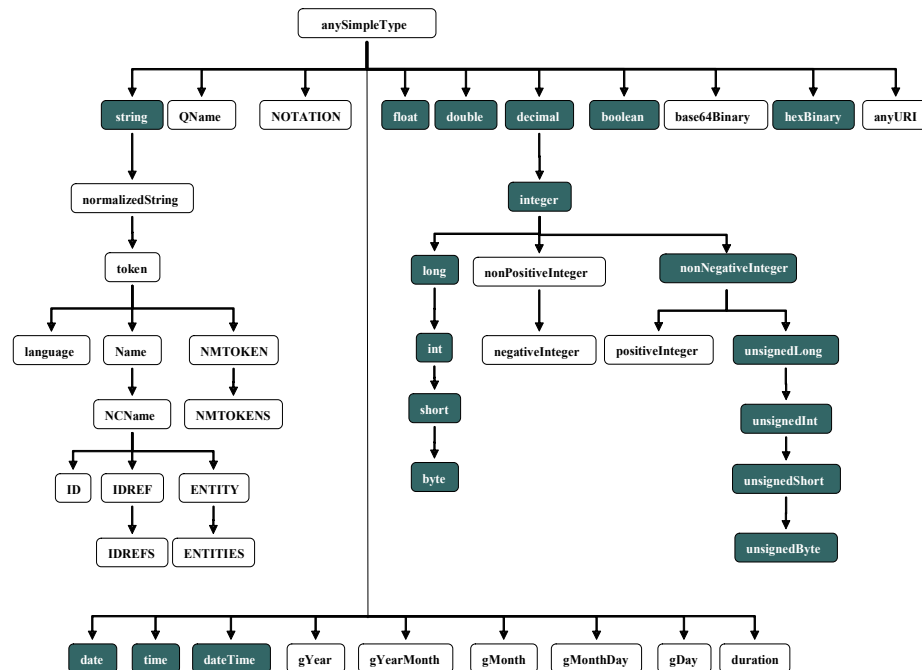 anySimpleType
string
QName
NOTATION
float
double
decimal
boolean
base64Binary
hexBinary
anyURI
normalizedString
integer
token
long
nonPositiveInteger
nonNegativeInteger
language
Name
NMTOKEN
int
negativeInteger
positiveInteger
unsignedLong
NCName
NMTOKENS
short
unsignedInt
ID
IDREF
ENTITY
byte
unsignedShort
IDREFS
ENTITIES
unsignedByte
date
time
dateTime
gYear
gYearMonth
gMonth
gMonthDay
gDay
duration